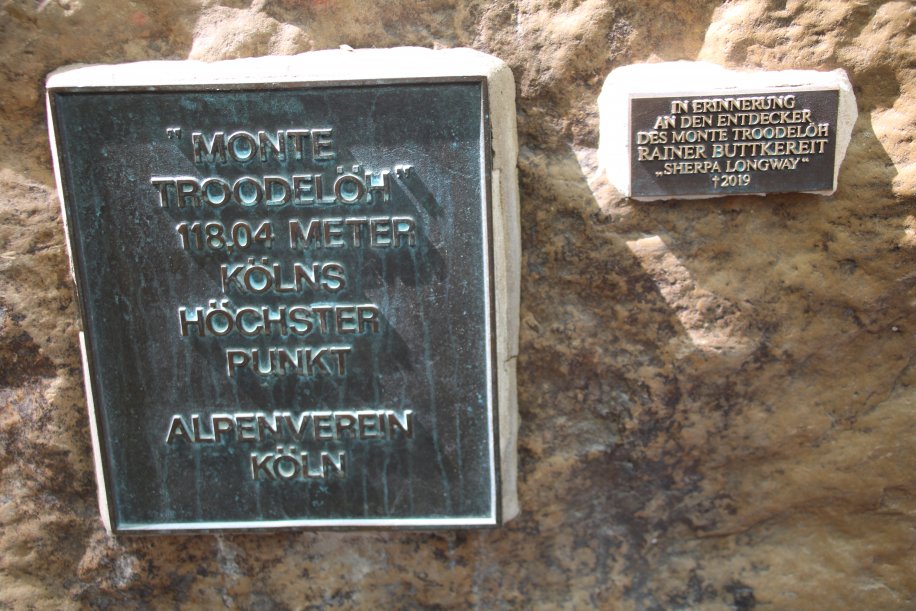 "MONTE
TROODELÖH"
118.04 METER
KÖLNS
HÖCHSTER
PUNKT
ALPENVEREIN
KÖLN
IN ERINNERUNG
AN DEN ENTDECKER
DES MONTE TROODELÖH
RAINER BUTTKEREIT
„SHERPA LONGWAY"
†2019